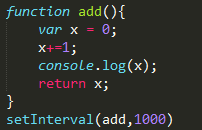 function add(){
    var x = 0;
    x+=1;
    console.log(x);
    return x;
}
setInterval(add,1000)